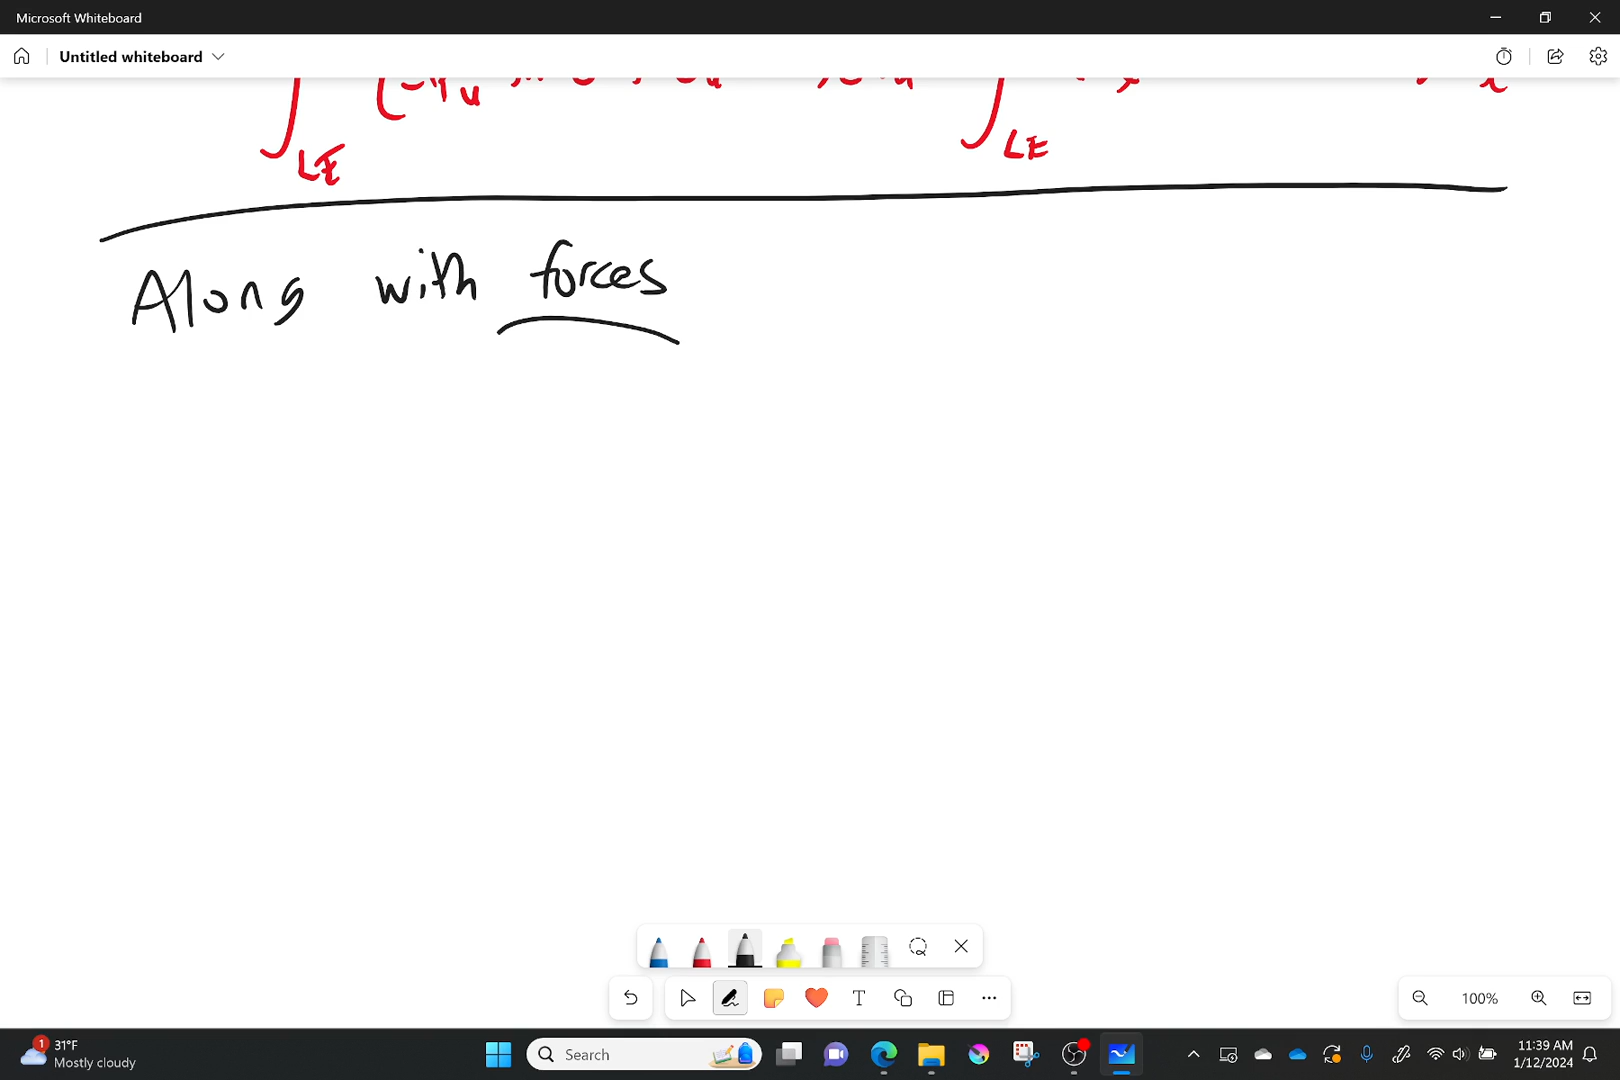 Microsoft Whiteboard
Untitled whiteboard
LE
LE
Along with forces
100%
1
31°F
Mostly cloudy
Search
11:39 AM
1/12/2024